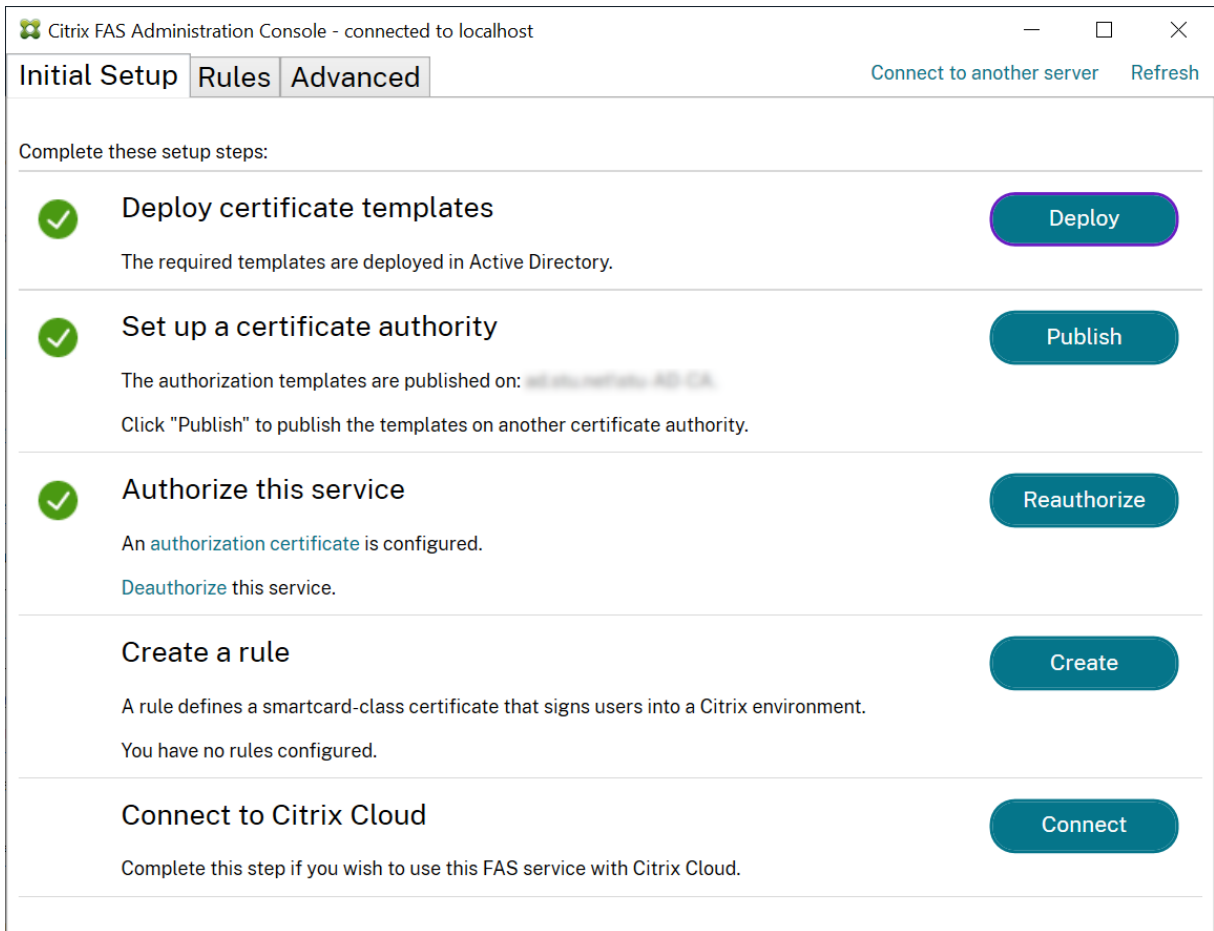 Citrix FAS Administration Console - connected to localhost
Initial Setup Rules Advanced Connect to another server Refresh
Complete these setup steps:
Deploy certificate templates
Deploy
The required templates are deployed in Active Directory.
Set up a certificate authority
Publish
The authorization templates are published on:
Click "Publish" to publish the templates on another certificate authority.
Authorize this service
Reauthorize
An authorization certificate is configured.
Deauthorize this service.
Create a rule
Create
A rule defines a smartcard-class certificate that signs users into a Citrix environment.
You have no rules configured.
Connect to Citrix Cloud
Connect
Complete this step if you wish to use this FAS service with Citrix Cloud.